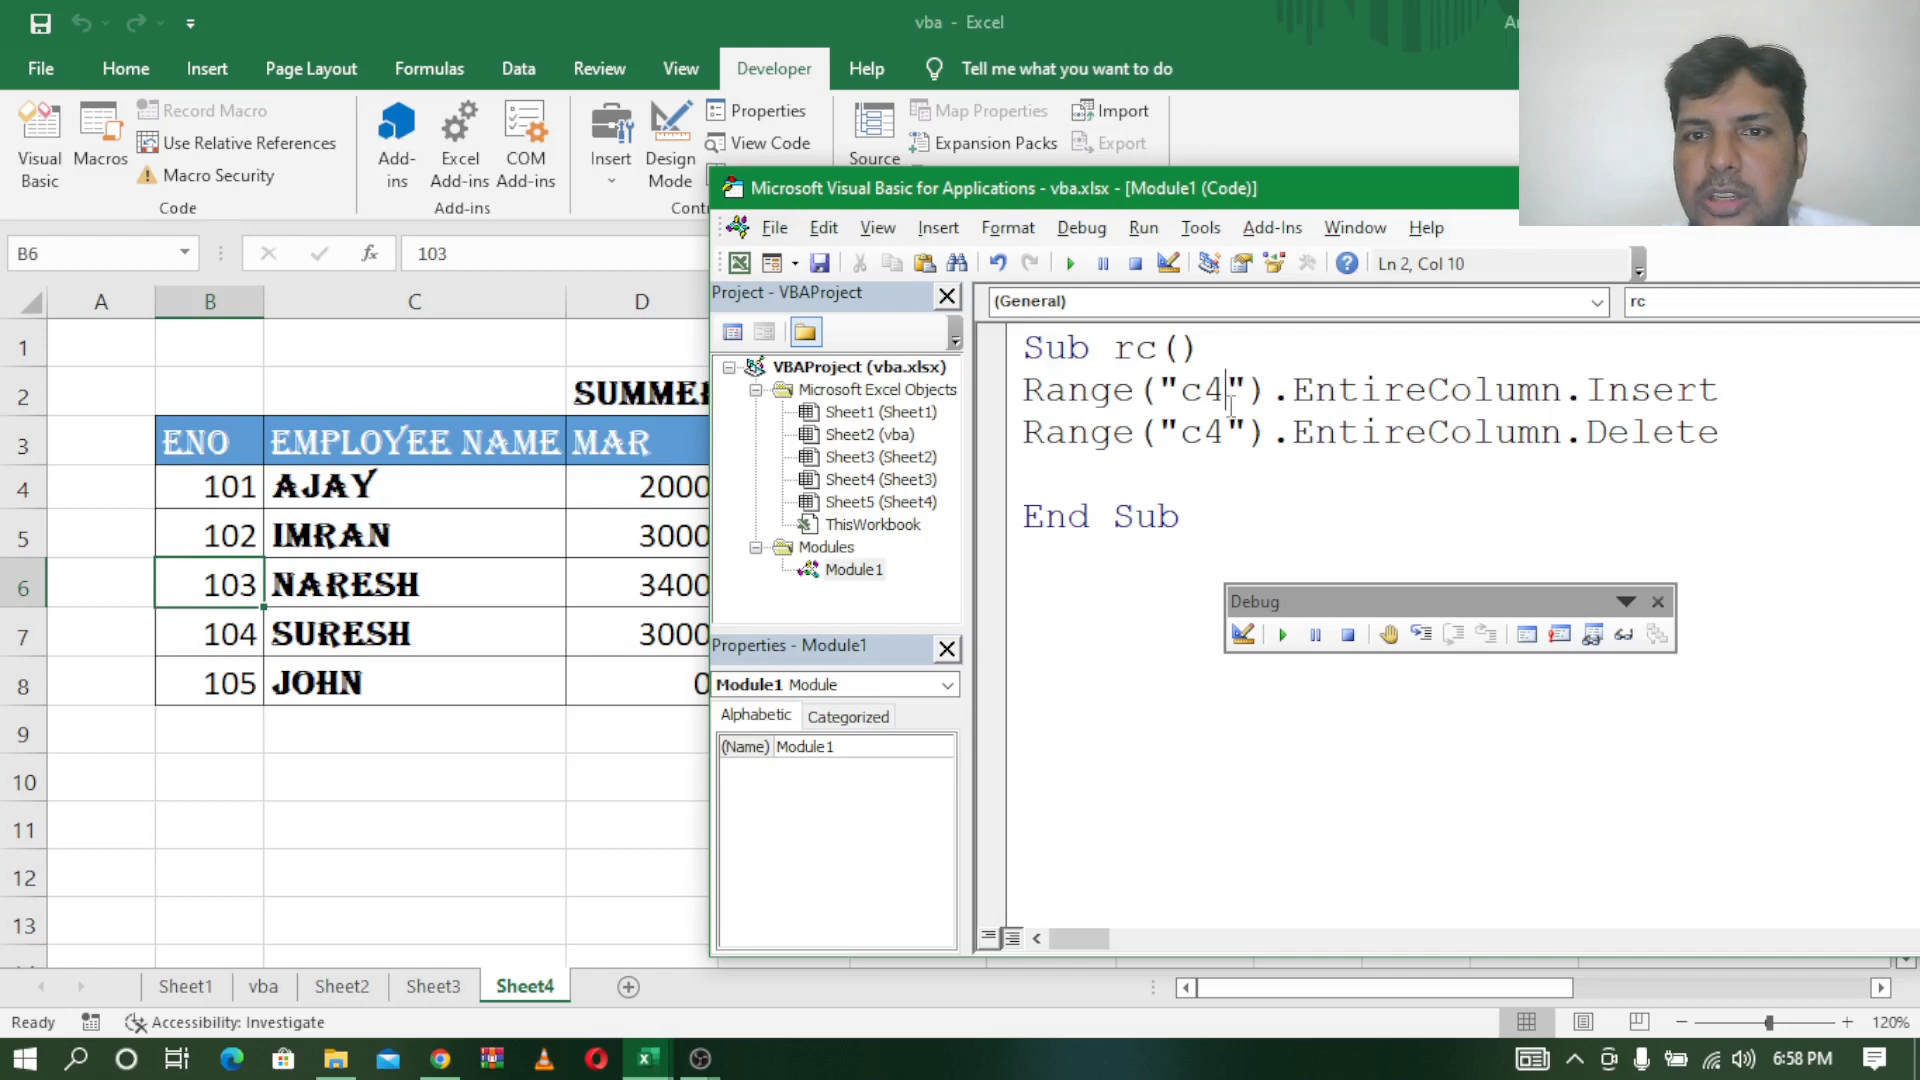 vba - Excel
File Home Insert Page Layout Formulas Data Review View Developer Help Tell me what you want to do
Visual Basic
Macros
Record Macro
Use Relative References
Macro Security
Code
Add-ins
Excel Add-ins
COM Add-ins
Add-ins
Insert
Design Mode
Properties
View Code
Source
Map Properties
Expansion Packs
Import
Export
B6
fx
103
Microsoft Visual Basic for Applications - vba.xlsx - [Module1 (Code)]
File Edit View Insert Format Debug Run Tools Add-Ins Window Help
Ln 2, Col 10
Project - VBAProject
VBAProject (vba.xlsx)
Microsoft Excel Objects
Sheet1 (Sheet1)
Sheet2 (vba)
Sheet3 (Sheet2)
Sheet4 (Sheet3)
Sheet5 (Sheet4)
ThisWorkbook
Modules
Module1
Properties - Module1
Module1 Module
Alphabetic Categorized
(Name) Module1
(General)
rc
Sub rc()
Range("c4").EntireColumn.Insert
Range("c4").EntireColumn.Delete
End Sub
Debug
A B C D
1
2 SUMMER
3 ENO EMPLOYEE NAME MAR
4 101 AJAY 2000
5 102 IMRAN 3000
6 103 NARESH 3400
7 104 SURESH 3000
8 105 JOHN 0
9
10
11
12
13
Sheet1 vba Sheet2 Sheet3 Sheet4
Ready Accessibility: Investigate 120%
6:58 PM